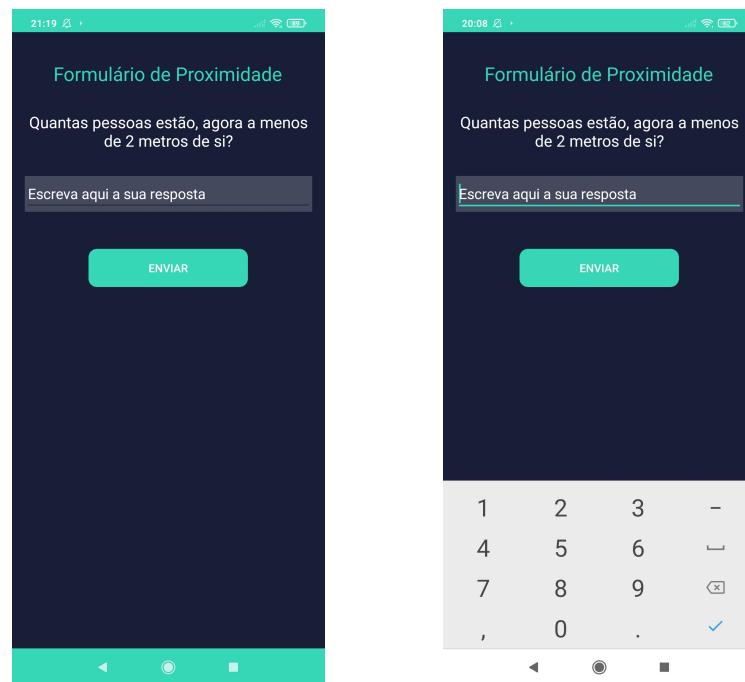 21:19
89
Formulário de Proximidade
Quantas pessoas estão, agora a menos
de 2 metros de si?
Escreva aqui a sua resposta
ENVIAR
20:08
Formulário de Proximidade
Quantas pessoas estão, agora a menos
de 2 metros de si?
Escreva aqui a sua resposta
ENVIAR
1 2 3 -
4 5 6
7 8 9
, 0 .